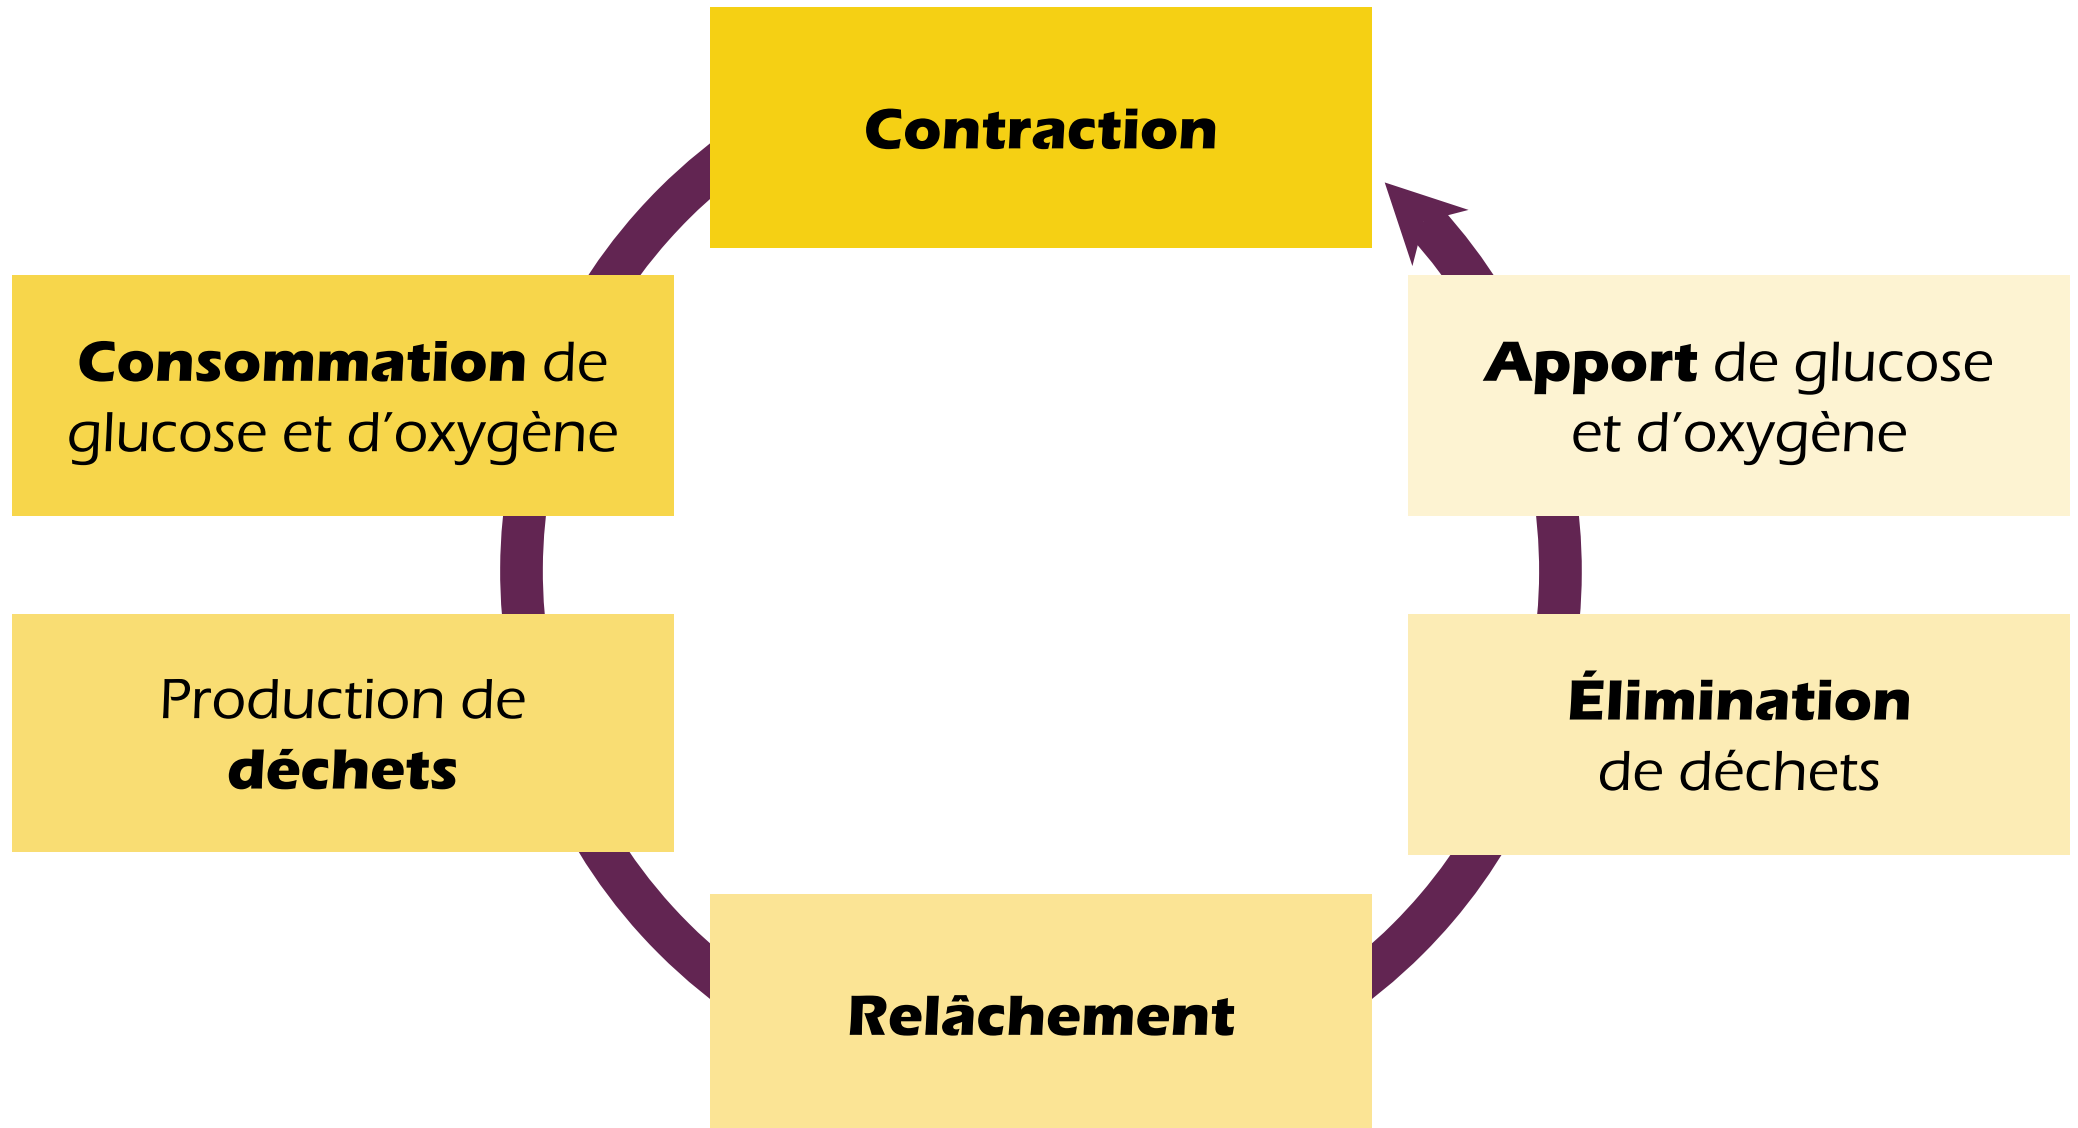 Contraction
Consommation de
glucose et d’oxygène
Production de
déchets
Relâchement
Élimination
de déchets
Apport de glucose
et d’oxygène